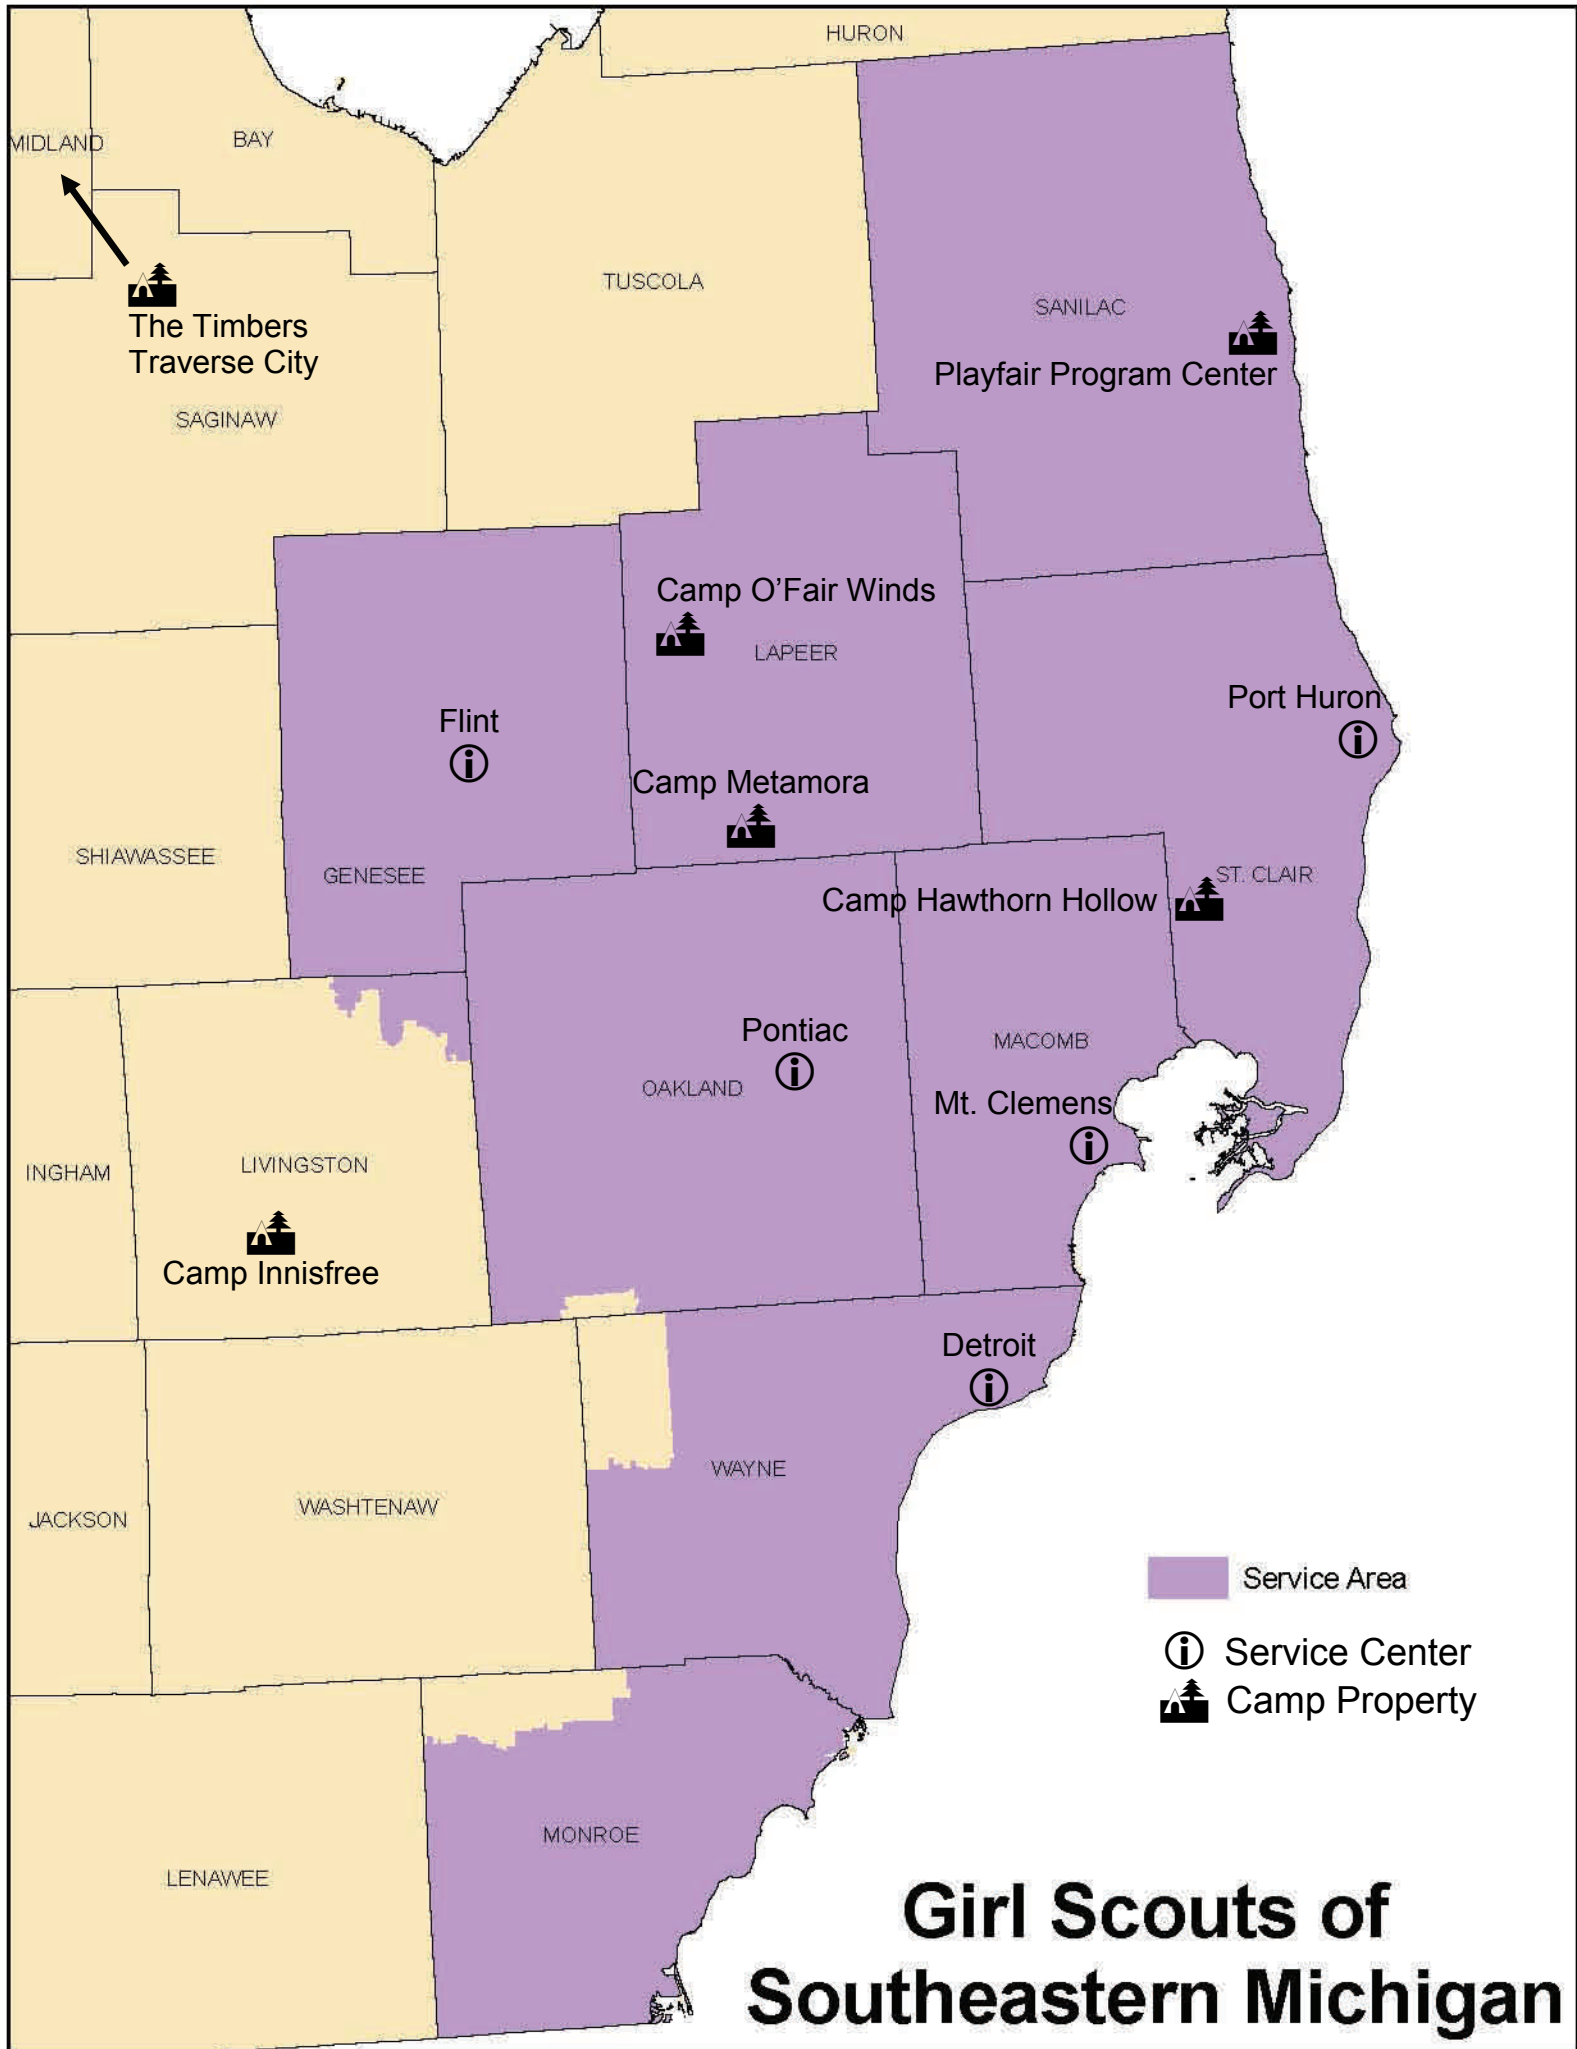 HURON
MIDLAND
BAY
TUSCOLA
SANILAC
The Timbers
Traverse City
Playfair Program Center
SAGINAW
Camp O'Fair Winds
LAPEER
Port Huron
Flint
Camp Metamora
SHIAWASSEE
GENESEE
ST. CLAIR
Camp Hawthorn Hollow
Pontiac
MACOMB
OAKLAND
Mt. Clemens
INGHAM
LIVINGSTON
Camp Innisfree
Detroit
WAYNE
JACKSON
WASHTENAW
Service Area
Service Center
Camp Property
MONROE
LENAWEE
Girl Scouts of
Southeastern Michigan